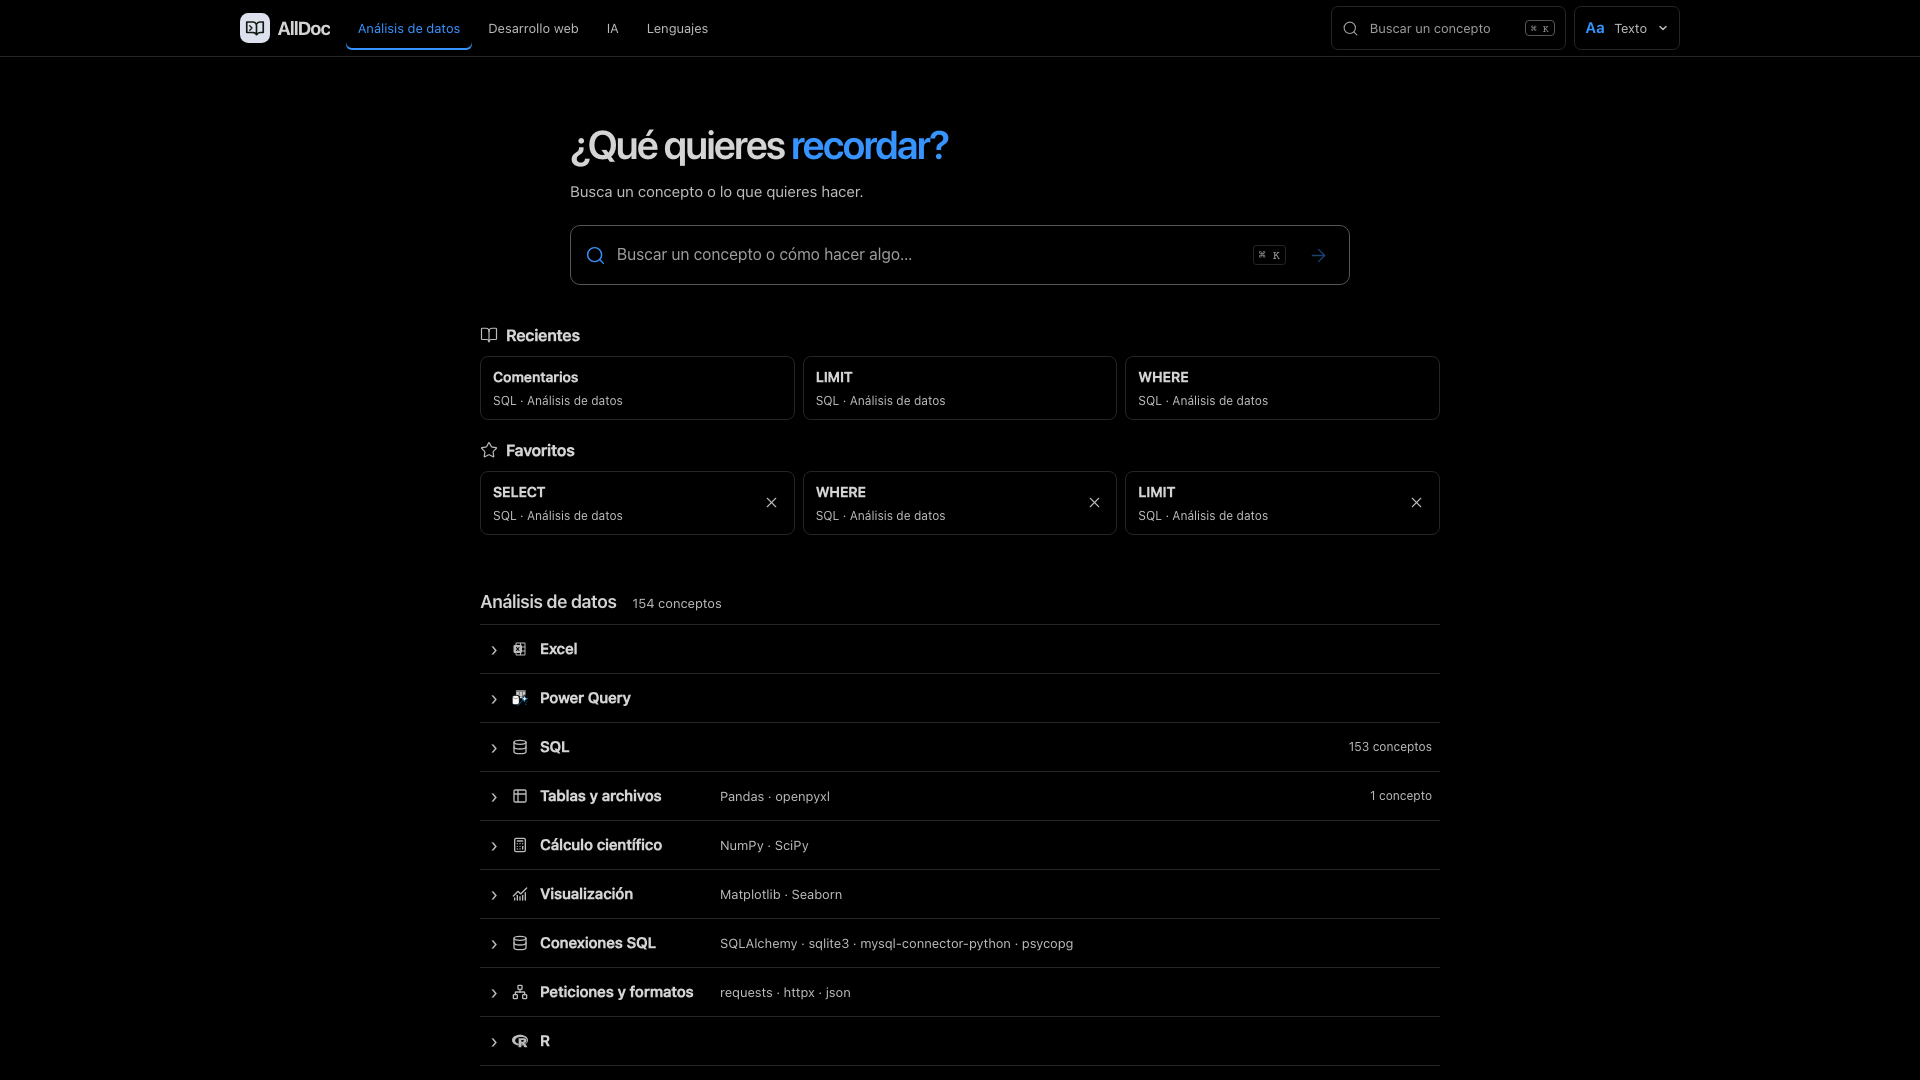 AllDoc
Análisis de datos
Desarrollo web
IA
Lenguajes
Buscar un concepto
⌘ K
Aa Texto
¿Qué quieres recordar?
Busca un concepto o lo que quieres hacer.
Buscar un concepto o cómo hacer algo...
⌘ K
Recientes
Comentarios
SQL · Análisis de datos
LIMIT
SQL · Análisis de datos
WHERE
SQL · Análisis de datos
Favoritos
SELECT
SQL · Análisis de datos
WHERE
SQL · Análisis de datos
LIMIT
SQL · Análisis de datos
Análisis de datos 154 conceptos
Excel
Power Query
SQL 153 conceptos
Tablas y archivos Pandas · openpyxl 1 concepto
Cálculo científico NumPy · SciPy
Visualización Matplotlib · Seaborn
Conexiones SQL SQLAlchemy · sqlite3 · mysql-connector-python · psycopg
Peticiones y formatos requests · httpx · json
R